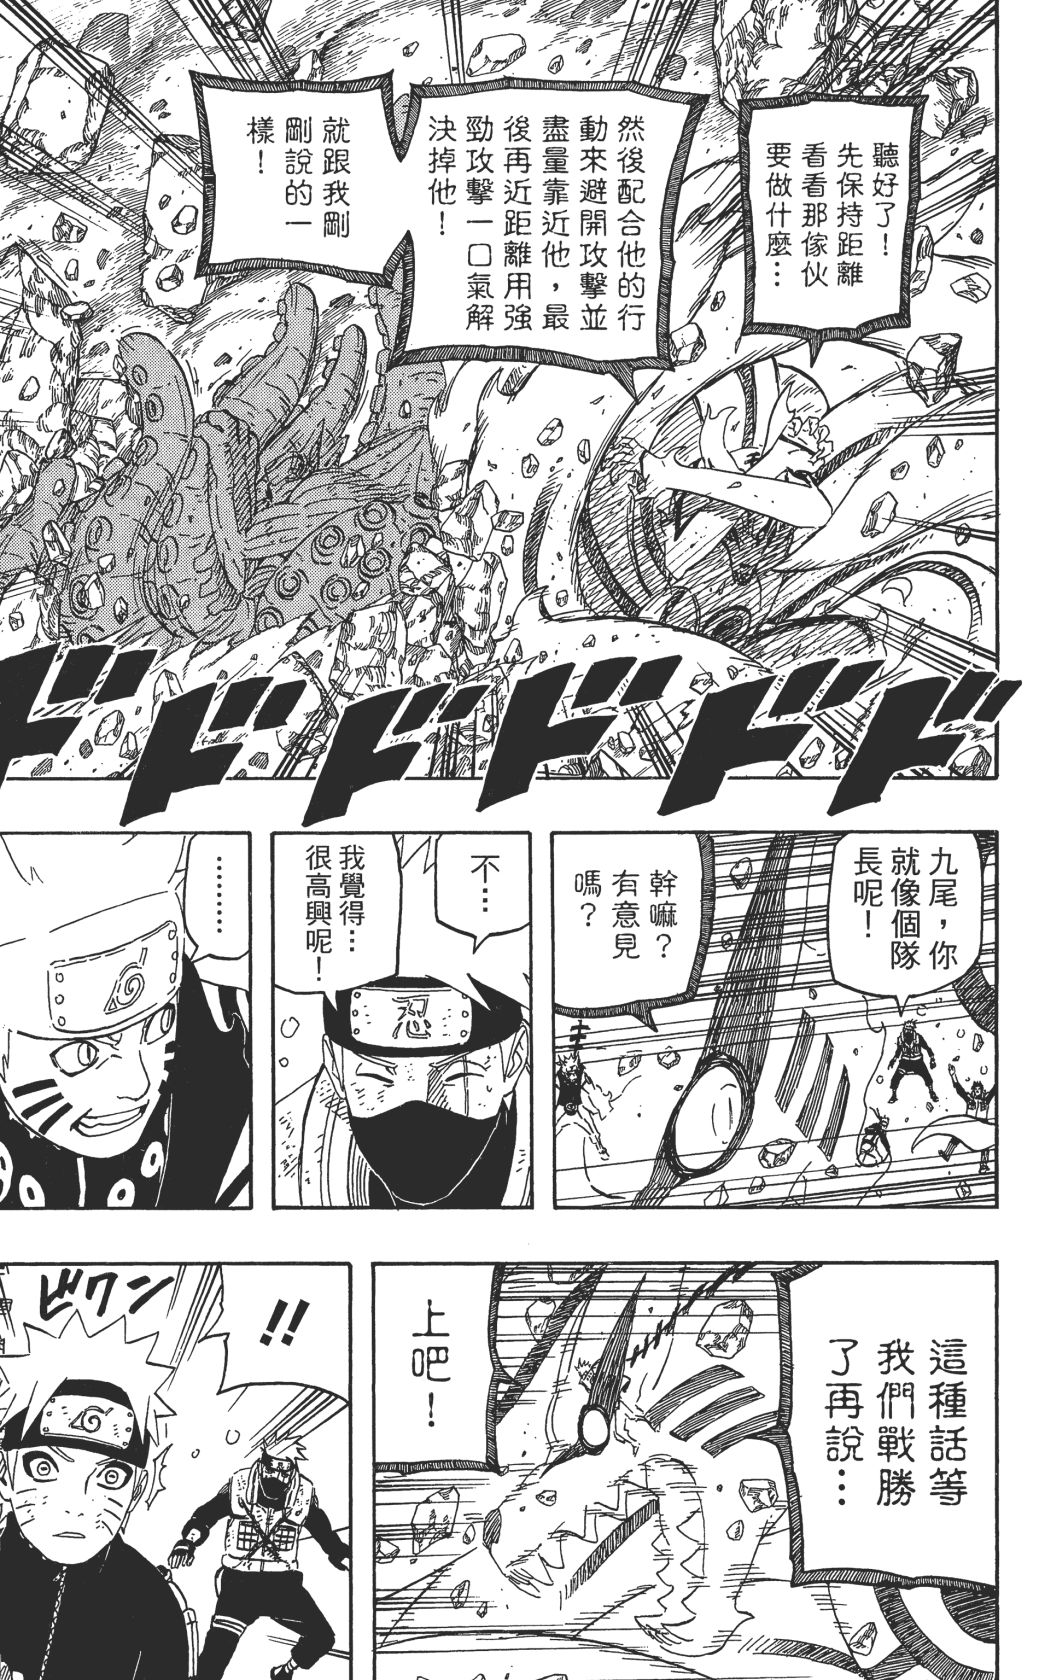 聽好了！
先保持距離
看看那傢伙
要做什麼…
然後配合他的行
動來避開攻擊並
盡量靠近他，最
後再近距離用強
勁攻擊一口氣解
決掉他！
就跟我剛
剛說的一
樣！
ドドドドドド
九尾，你
就像個隊
長呢！
幹嘛？
有意見
嗎？
不…
我覺得…
很高興呢！
忍
………
這種話等
我們戰勝
了再說…
上吧！
!!
ビクン